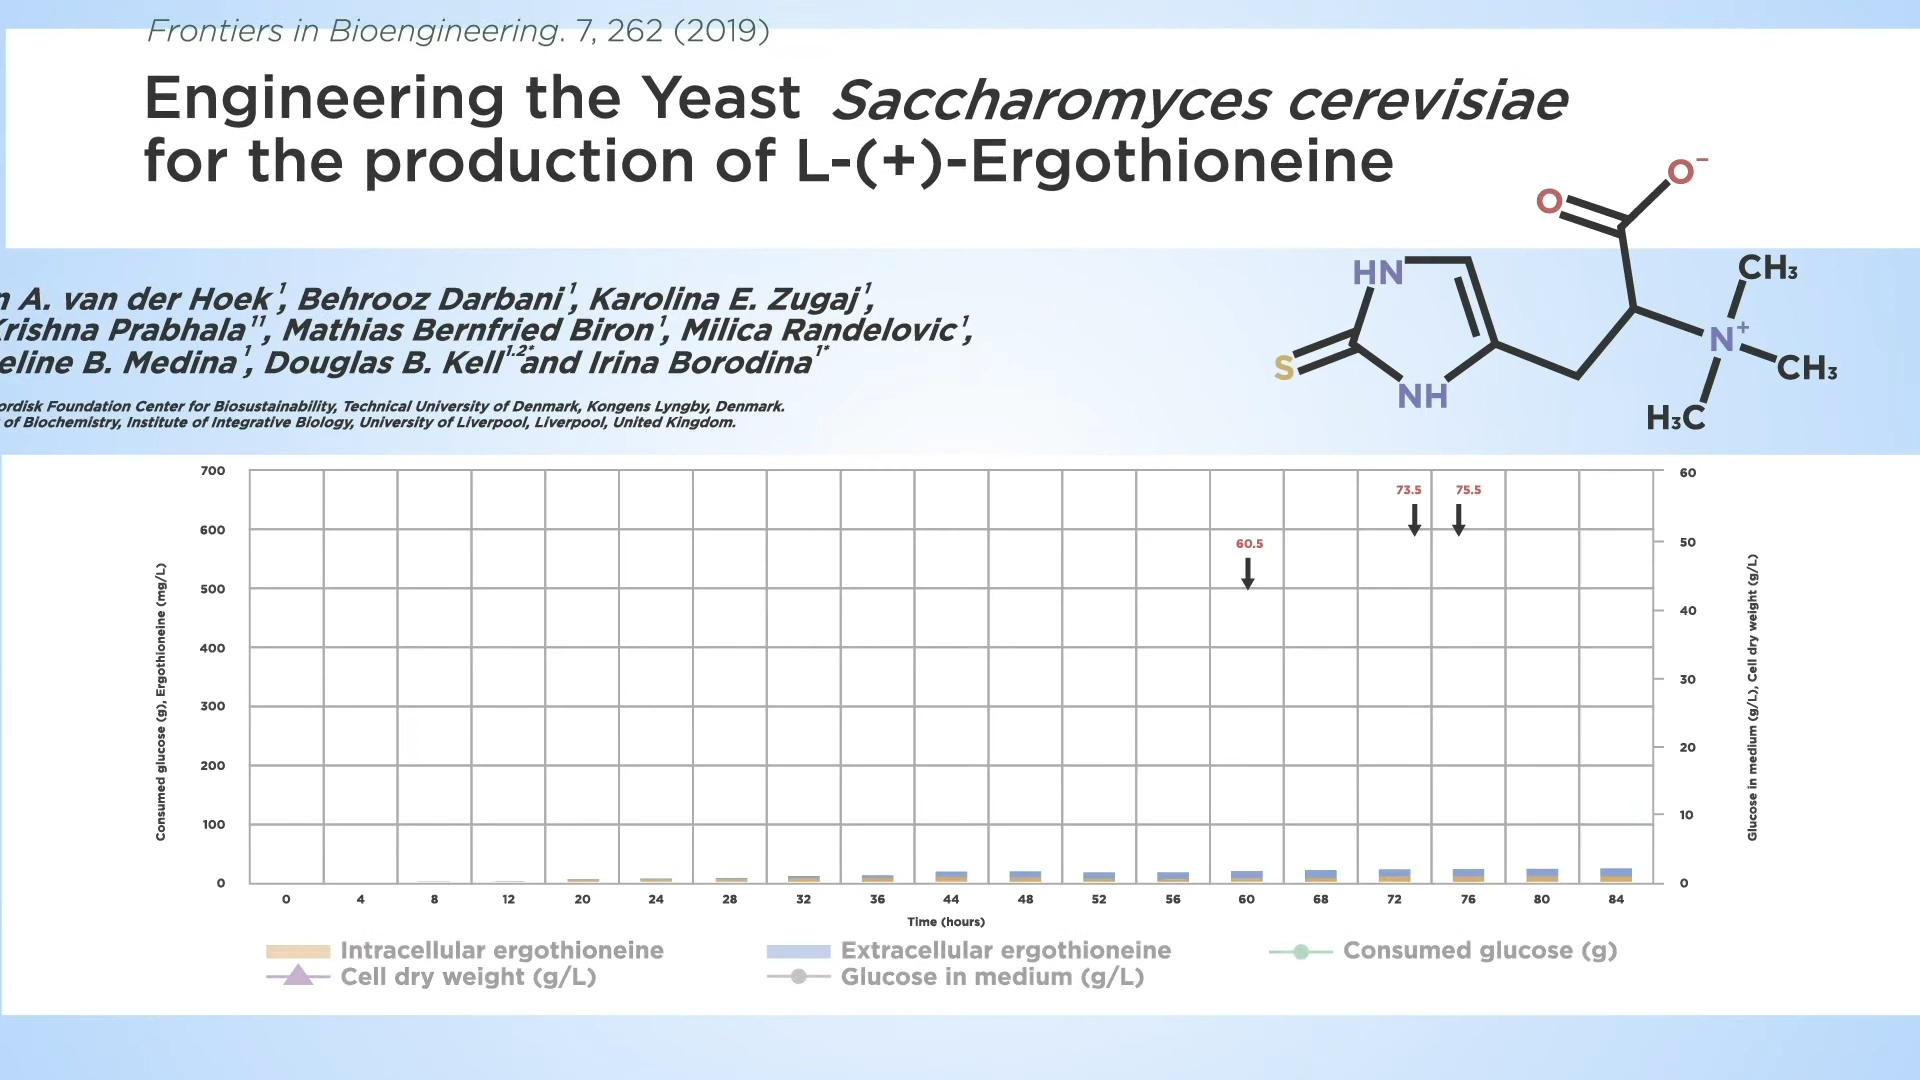 Frontiers in Bioengineering. 7, 262 (2019)
Engineering the Yeast Saccharomyces cerevisiae
for the production of L-(+)-Ergothioneine
A. van der Hoek¹, Behrooz Darbani¹, Karolina E. Zugaj¹,
Krishna Prabhala¹¹, Mathias Bernfried Biron¹, Milica Randelovic¹,
eline B. Medina¹, Douglas B. Kell¹·²* and Irina Borodina¹*
ordisk Foundation Center for Biosustainability, Technical University of Denmark, Kongens Lyngby, Denmark.
of Biochemistry, Institute of Integrative Biology, University of Liverpool, Liverpool, United Kingdom.
O
O⁻
HN
S
NH
N⁺
CH₃
CH₃
H₃C
Consumed glucose (g), Ergothioneine (mg/L)
700
600
500
400
300
200
100
0
60.5
73.5
75.5
60
50
40
30
20
10
0
Glucose in medium (g/L), Cell dry weight (g/L)
0 4 8 12 20 24 28 32 36 44 48 52 56 60 68 72 76 80 84
Time (hours)
Intracellular ergothioneine
Extracellular ergothioneine
Consumed glucose (g)
Cell dry weight (g/L)
Glucose in medium (g/L)